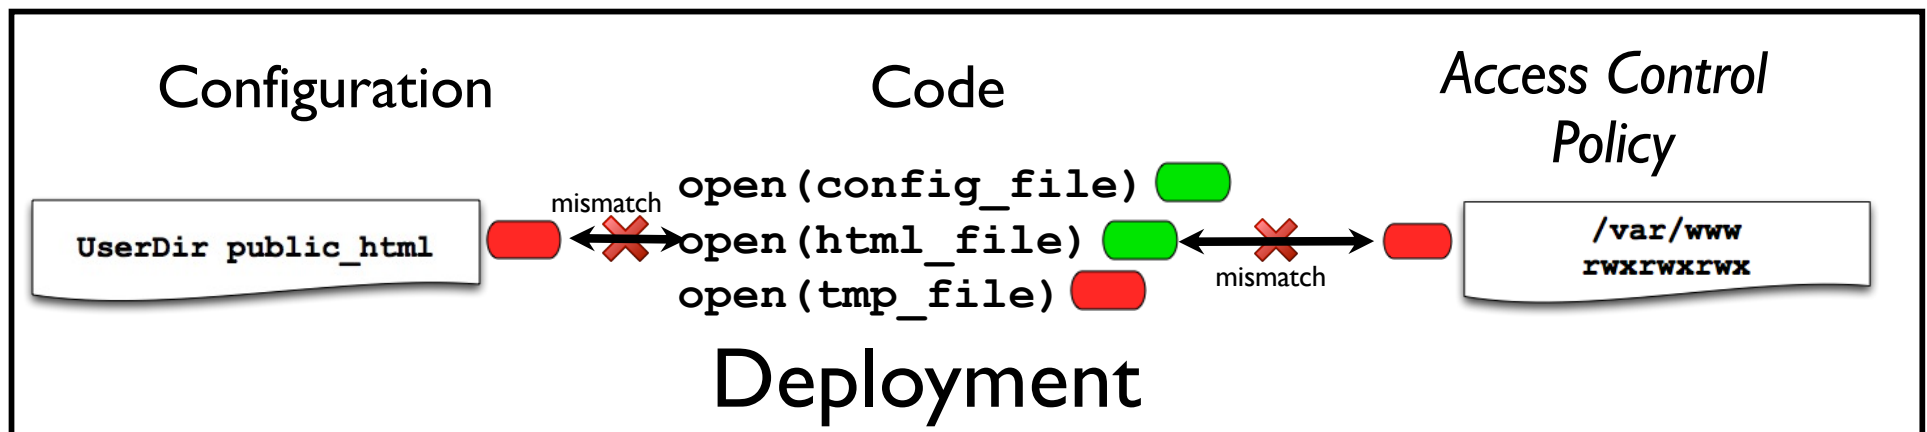 Configuration
Code
Access Control
Policy
UserDir public_html
mismatch
open(config_file)
open(html_file)
open(tmp_file)
mismatch
/var/www
rwxrwxrwx
Deployment